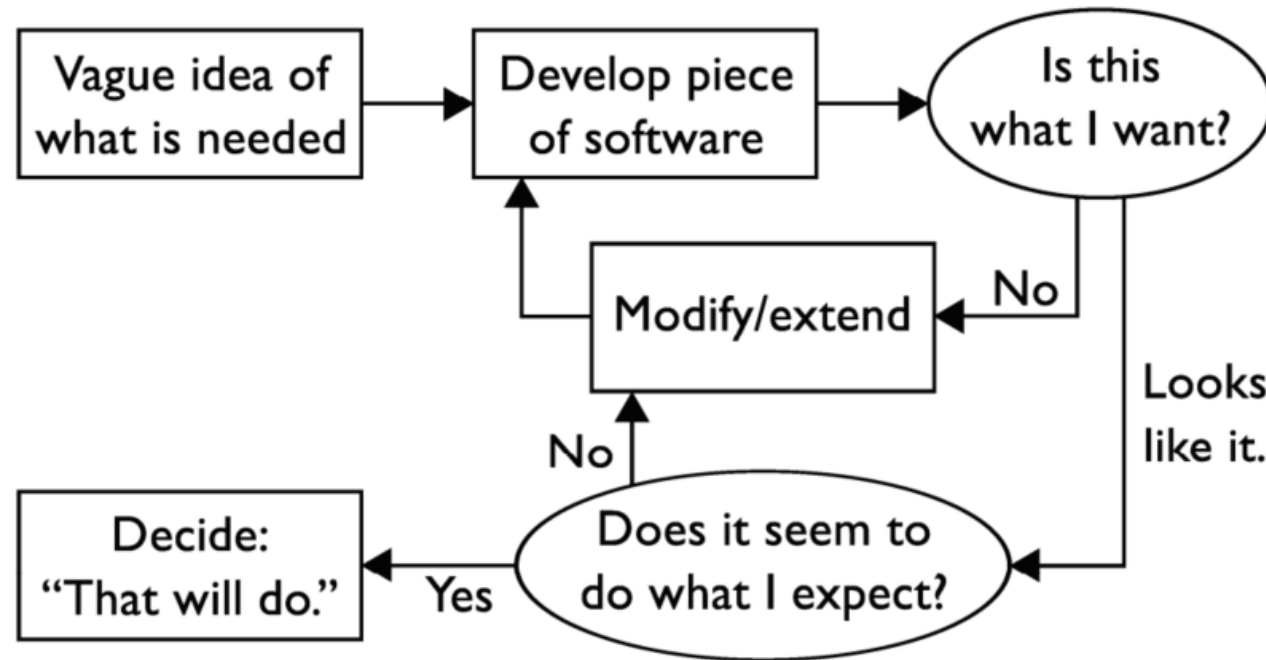 Vague idea of
what is needed
Develop piece
of software
Is this
what I want?
Modify/extend
No
Looks
like it.
No
Does it seem to
do what I expect?
Yes
Decide:
“That will do.”